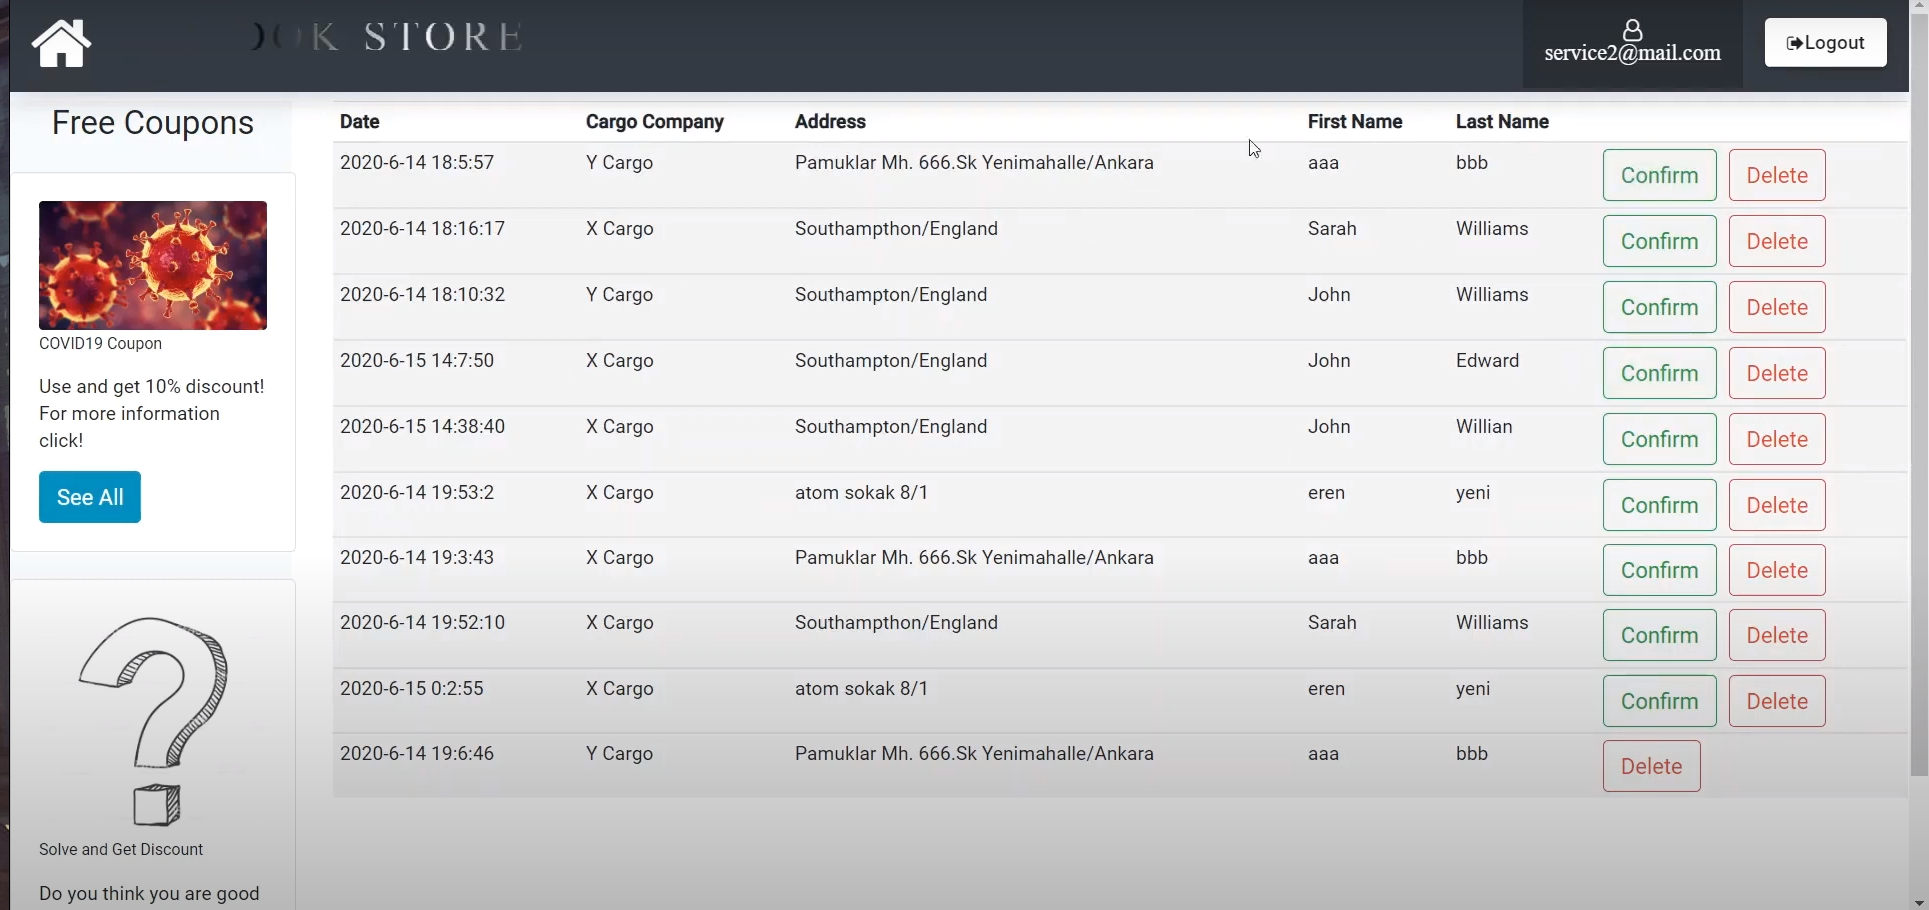 OK STORE
service2@mail.com
Logout
Free Coupons
COVID19 Coupon
Use and get 10% discount!
For more information
click!
See All
Solve and Get Discount
Do you think you are good
Date Cargo Company Address First Name Last Name
2020-6-14 18:5:57 Y Cargo Pamuklar Mh. 666.Sk Yenimahalle/Ankara aaa bbb Confirm Delete
2020-6-14 18:16:17 X Cargo Southampthon/England Sarah Williams Confirm Delete
2020-6-14 18:10:32 Y Cargo Southampton/England John Williams Confirm Delete
2020-6-15 14:7:50 X Cargo Southampton/England John Edward Confirm Delete
2020-6-15 14:38:40 X Cargo Southampton/England John Willian Confirm Delete
2020-6-14 19:53:2 X Cargo atom sokak 8/1 eren yeni Confirm Delete
2020-6-14 19:3:43 X Cargo Pamuklar Mh. 666.Sk Yenimahalle/Ankara aaa bbb Confirm Delete
2020-6-14 19:52:10 X Cargo Southampthon/England Sarah Williams Confirm Delete
2020-6-15 0:2:55 X Cargo atom sokak 8/1 eren yeni Confirm Delete
2020-6-14 19:6:46 Y Cargo Pamuklar Mh. 666.Sk Yenimahalle/Ankara aaa bbb Delete